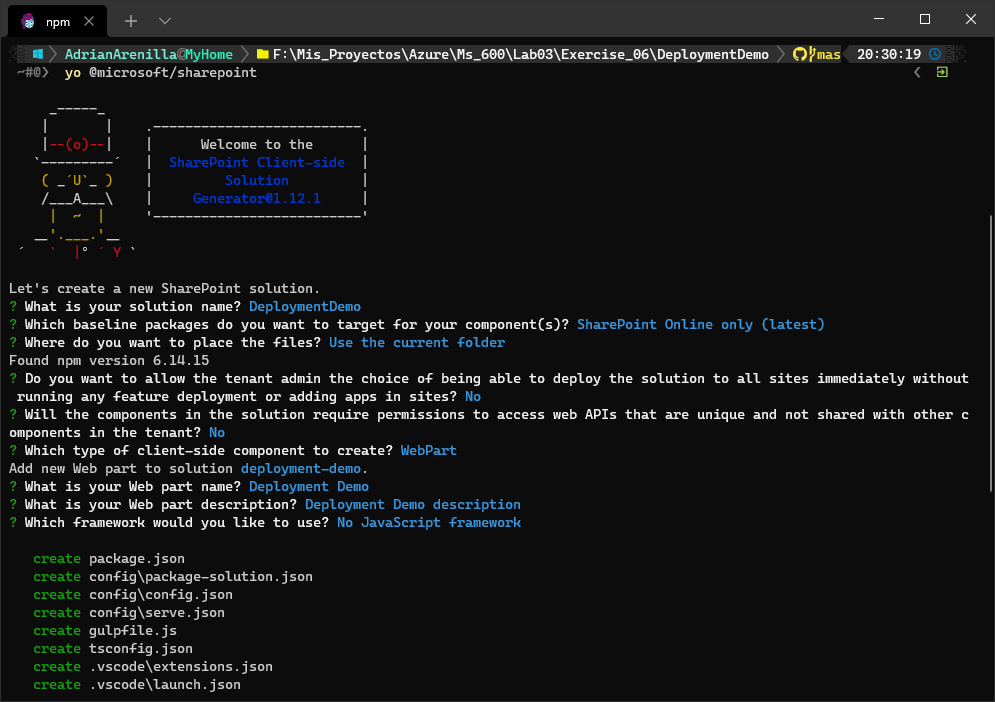 npm
AdrianArenilla@MyHome F:\Mis_Proyectos\Azure\Ms_600\Lab03\Exercise_06\DeploymentDemo mas 20:30:19
~#@❯ yo @microsoft/sharepoint
     _-----_
    |       |    .--------------------------.
    |--(o)--|    |      Welcome to the      |
   `---------´   |  SharePoint Client-side  |
    ( _´U`_ )    |         Solution         |
    /___A___\    |     Generator@1.12.1     |
     |  ~  |     '--------------------------'
   __'.___.'__
 ´   `  |° ´ Y `
Let's create a new SharePoint solution.
? What is your solution name? DeploymentDemo
? Which baseline packages do you want to target for your component(s)? SharePoint Online only (latest)
? Where do you want to place the files? Use the current folder
Found npm version 6.14.15
? Do you want to allow the tenant admin the choice of being able to deploy the solution to all sites immediately without
 running any feature deployment or adding apps in sites? No
? Will the components in the solution require permissions to access web APIs that are unique and not shared with other c
omponents in the tenant? No
? Which type of client-side component to create? WebPart
Add new Web part to solution deployment-demo.
? What is your Web part name? Deployment Demo
? What is your Web part description? Deployment Demo description
? Which framework would you like to use? No JavaScript framework
   create package.json
   create config\package-solution.json
   create config\config.json
   create config\serve.json
   create gulpfile.js
   create tsconfig.json
   create .vscode\extensions.json
   create .vscode\launch.json